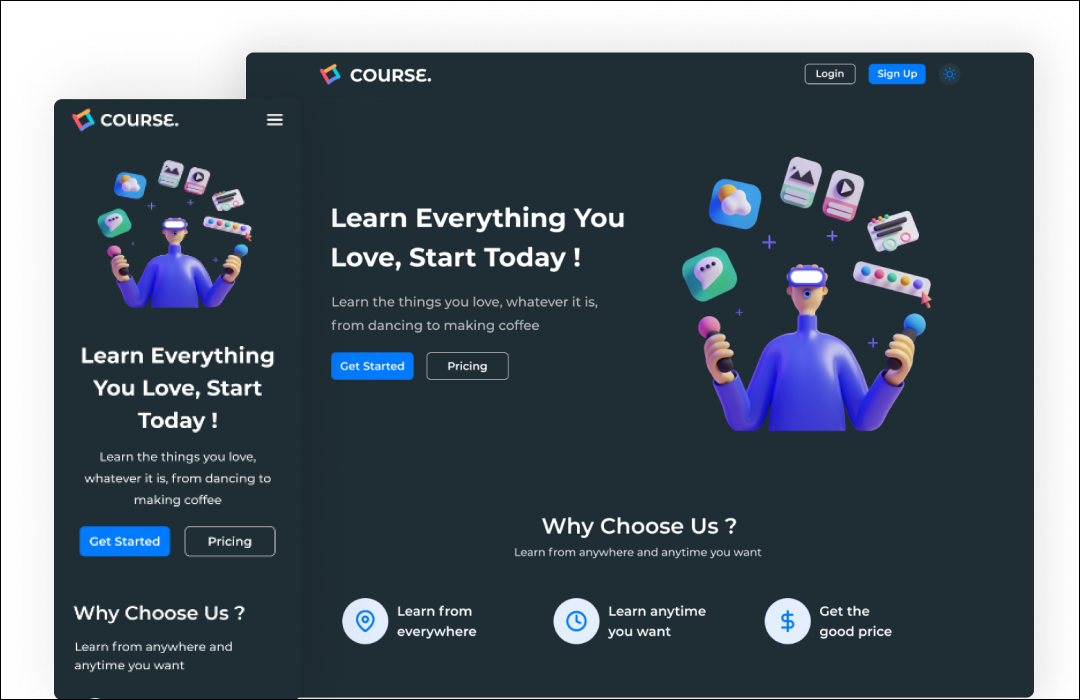 COURSE.
Login
Sign Up
Learn Everything You
Love, Start Today !
Learn the things you love, whatever it is,
from dancing to making coffee
Get Started
Pricing
Why Choose Us ?
Learn from anywhere and anytime you want
Learn from
everywhere
Learn anytime
you want
Get the
good price
COURSE.
Learn Everything
You Love, Start
Today !
Learn the things you love,
whatever it is, from dancing to
making coffee
Get Started
Pricing
Why Choose Us ?
Learn from anywhere and
anytime you want